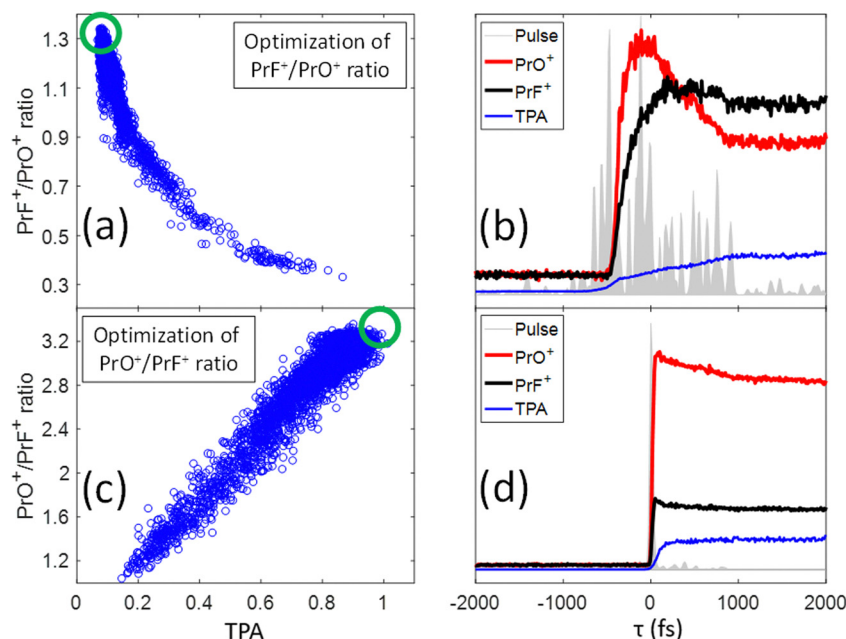 PrF⁺/PrO⁺ ratio
1.3
1.1
0.9
0.7
0.5
0.3
Optimization of
PrF⁺/PrO⁺ ratio
(a)
Pulse
PrO⁺
PrF⁺
TPA
(b)
PrO⁺/PrF⁺ ratio
3.2
2.8
2.4
2
1.6
1.2
Optimization of
PrO⁺/PrF⁺ ratio
(c)
0 0.2 0.4 0.6 0.8 1
TPA
Pulse
PrO⁺
PrF⁺
TPA
(d)
-2000 -1000 0 1000 2000
τ (fs)